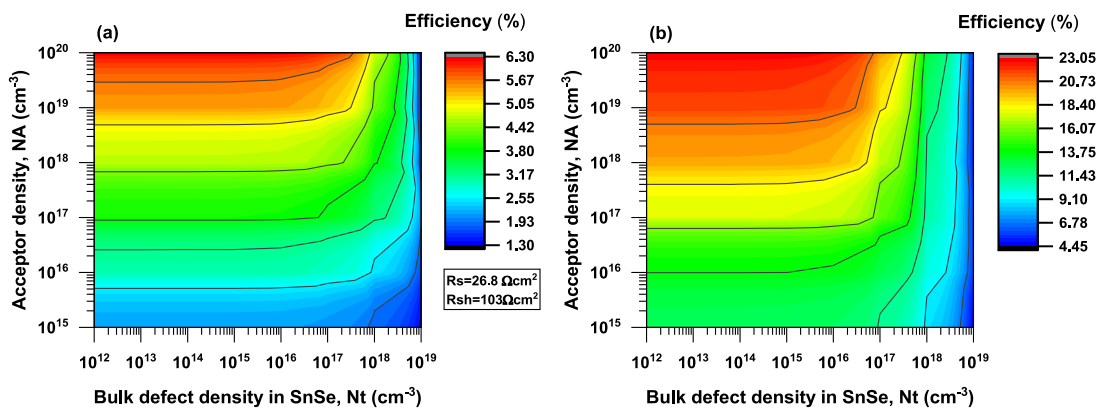 Efficiency (%)
(a)
Acceptor density, NA (cm⁻³)
10²⁰
10¹⁹
10¹⁸
10¹⁷
10¹⁶
10¹⁵
10¹² 10¹³ 10¹⁴ 10¹⁵ 10¹⁶ 10¹⁷ 10¹⁸ 10¹⁹
Bulk defect density in SnSe, Nt (cm⁻³)
6.30
5.67
5.05
4.42
3.80
3.17
2.55
1.93
1.30
Rs=26.8 Ωcm²
Rsh=103Ωcm²
Efficiency (%)
(b)
Acceptor density, NA (cm⁻³)
10²⁰
10¹⁹
10¹⁸
10¹⁷
10¹⁶
10¹⁵
10¹² 10¹³ 10¹⁴ 10¹⁵ 10¹⁶ 10¹⁷ 10¹⁸ 10¹⁹
Bulk defect density in SnSe, Nt (cm⁻³)
23.05
20.73
18.40
16.07
13.75
11.43
9.10
6.78
4.45